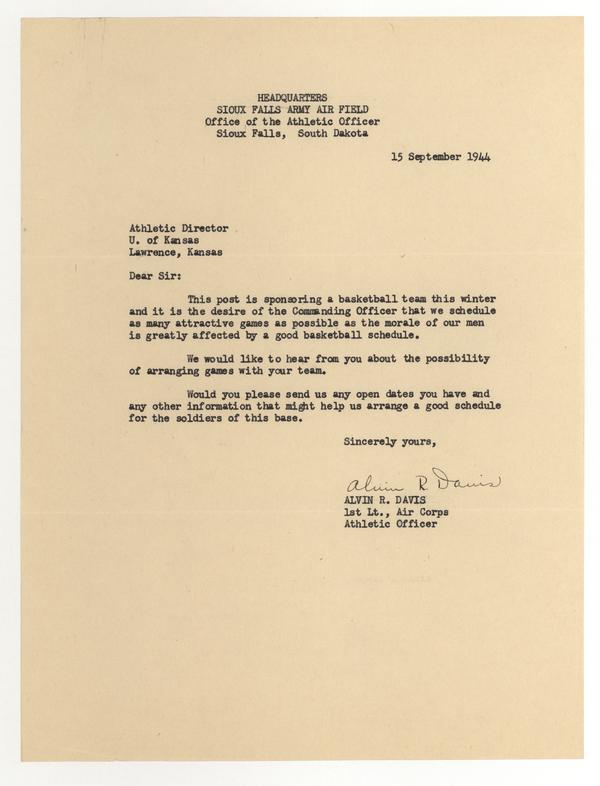 HEADQUARTERS
SIOUX FALLS ARMY AIR FIELD
Office of the Athletic Officer
Sioux Falls, South Dakota
15 September 1944
Athletic Director
U. of Kansas
Lawrence, Kansas
Dear Sir:
This post is sponsoring a basketball team this winter
and it is the desire of the Commanding Officer that we schedule
as many attractive games as possible as the morale of our men
is greatly affected by a good basketball schedule.
We would like to hear from you about the possibility
of arranging games with your team.
Would you please send us any open dates you have and
any other information that might help us arrange a good schedule
for the soldiers of this base.
Sincerely yours,
Alvin R. Davis
ALVIN R. DAVIS
1st Lt., Air Corps
Athletic Officer